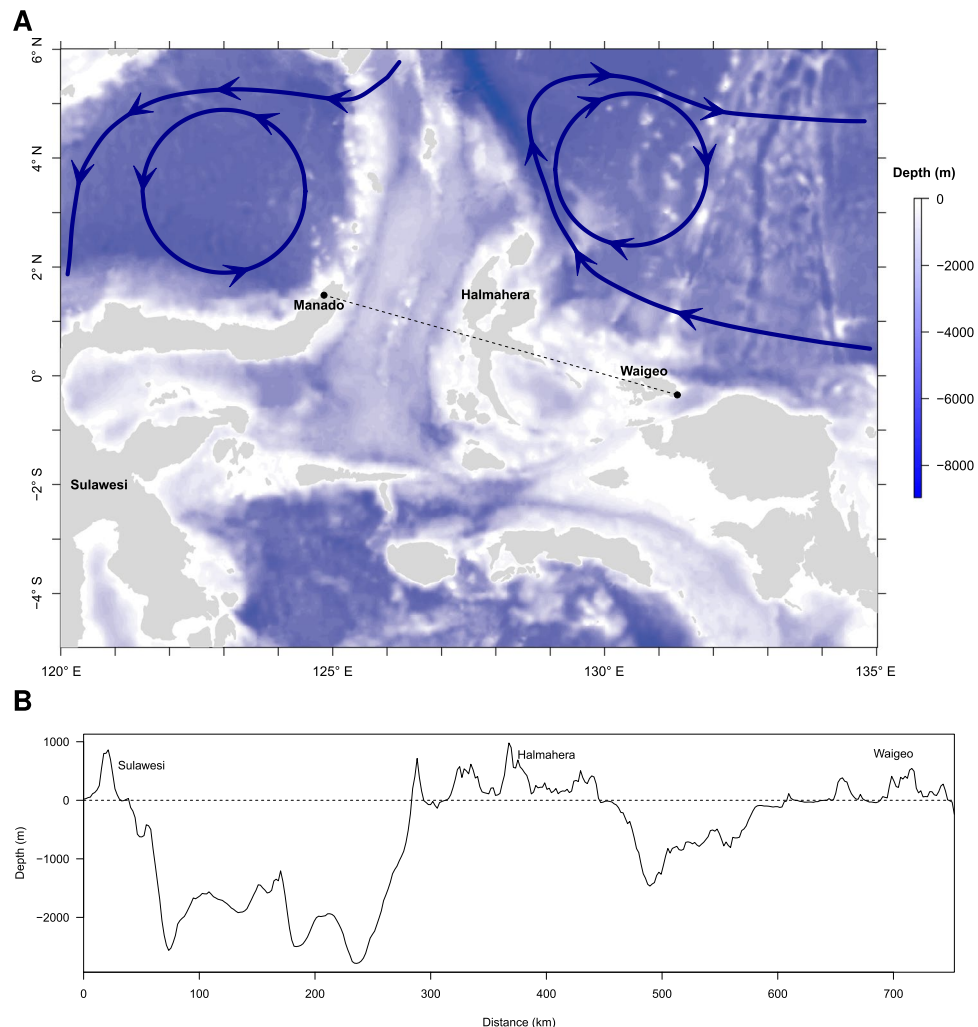 A
6° N
4° N
2° N
0°
−2° S
−4° S
120° E
125° E
130° E
135° E
Manado
Halmahera
Waigeo
Sulawesi
Depth (m)
0
−2000
−4000
−6000
−8000
B
1000
0
−1000
−2000
Depth (m)
Sulawesi
Halmahera
Waigeo
0
100
200
300
400
500
600
700
Distance (km)